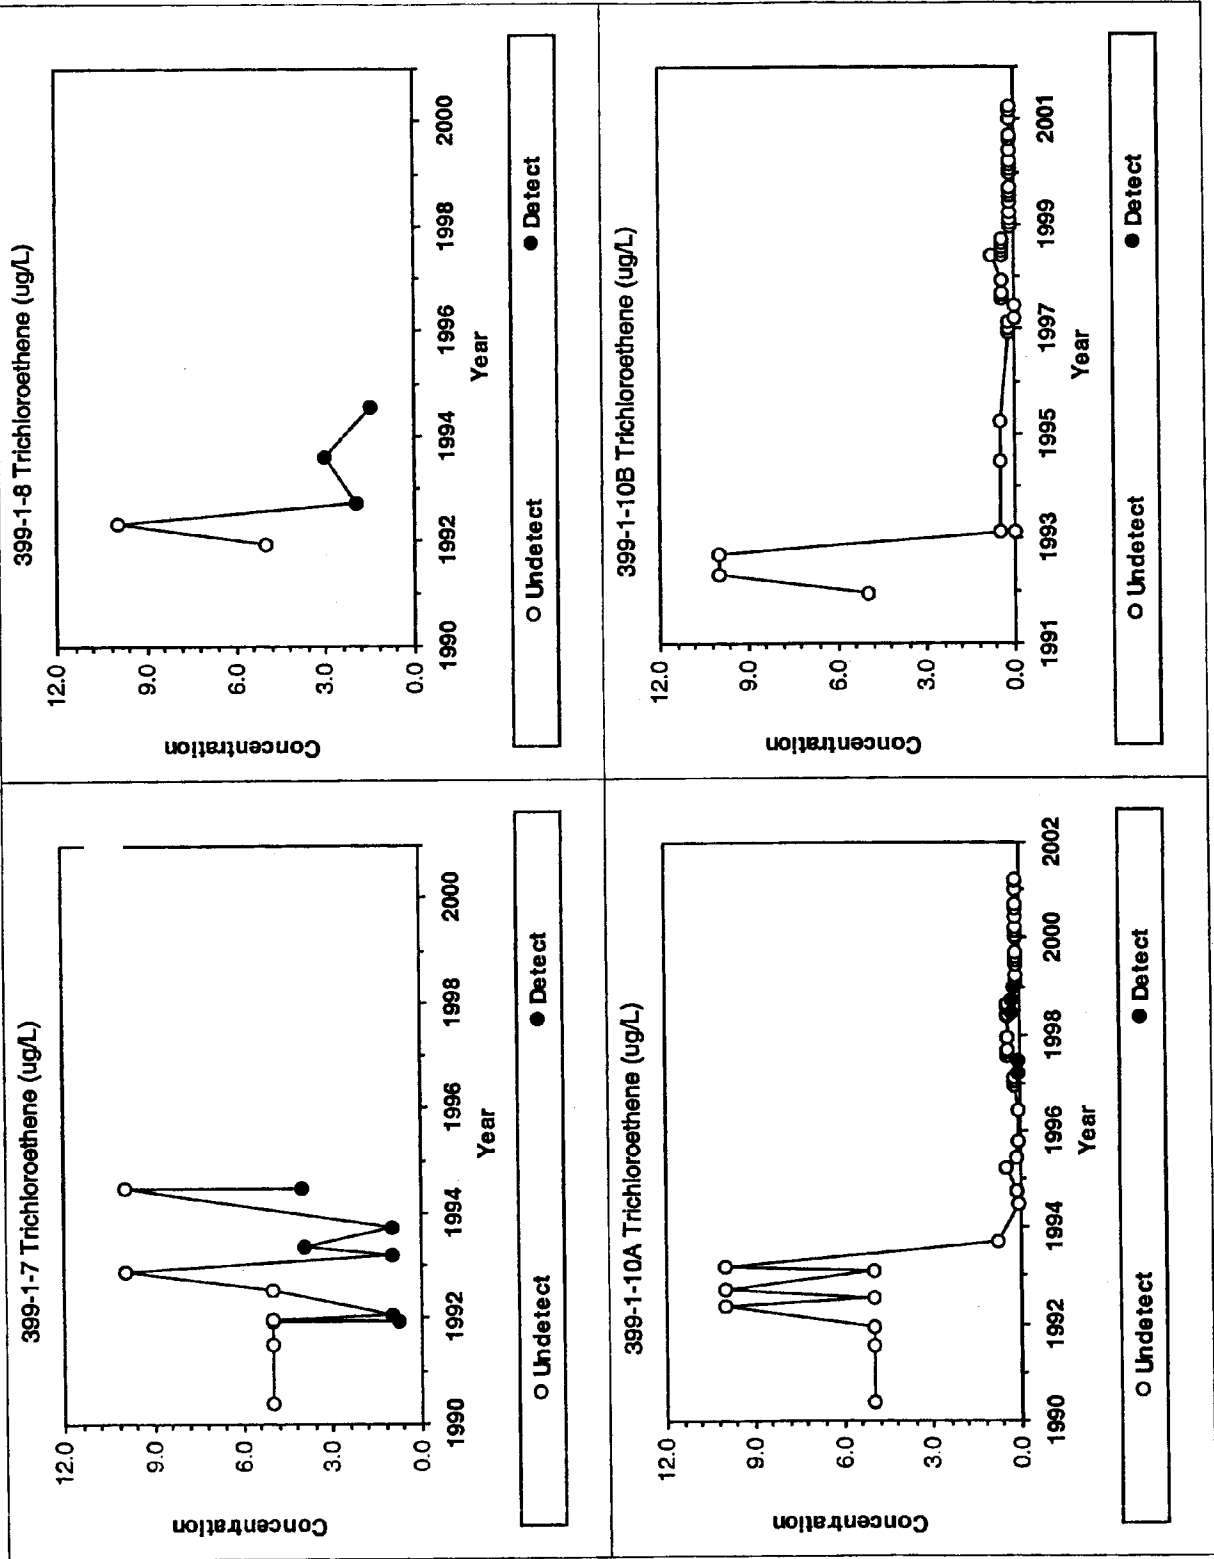 399-1-7 Trichloroethene (ug/L)
Concentration
12.0
9.0
6.0
3.0
0.0
1990
1992
1994
1996
1998
2000
Year
Undetect
Detect
399-1-8 Trichloroethene (ug/L)
Concentration
12.0
9.0
6.0
3.0
0.0
1990
1992
1994
1996
1998
2000
Year
Undetect
Detect
399-1-10A Trichloroethene (ug/L)
Concentration
12.0
9.0
6.0
3.0
0.0
1990
1992
1994
1996
1998
2000
2002
Year
Undetect
Detect
399-1-10B Trichloroethene (ug/L)
Concentration
12.0
9.0
6.0
3.0
0.0
1991
1993
1995
1997
1999
2001
Year
Undetect
Detect